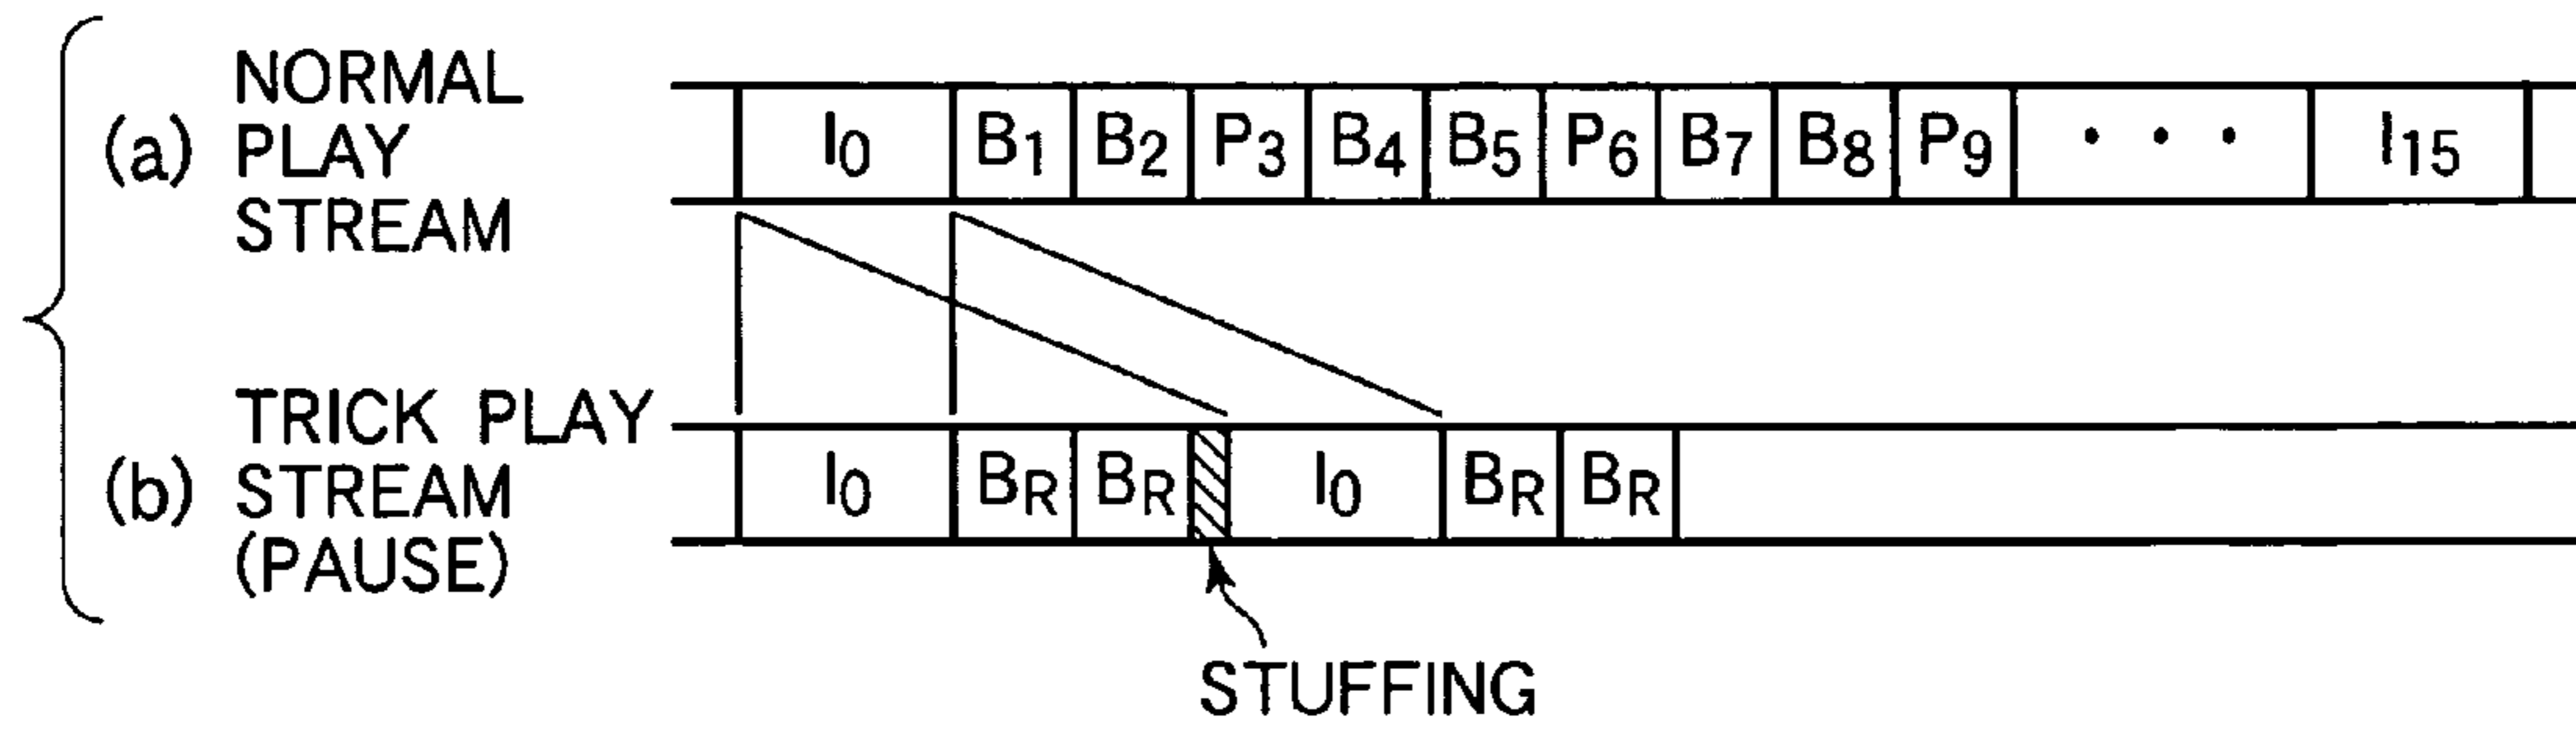 (a) NORMAL
PLAY
STREAM
I0 B1 B2 P3 B4 B5 P6 B7 B8 P9 • • • I15
(b) TRICK PLAY
STREAM
(PAUSE)
I0 BR BR I0 BR BR
STUFFING